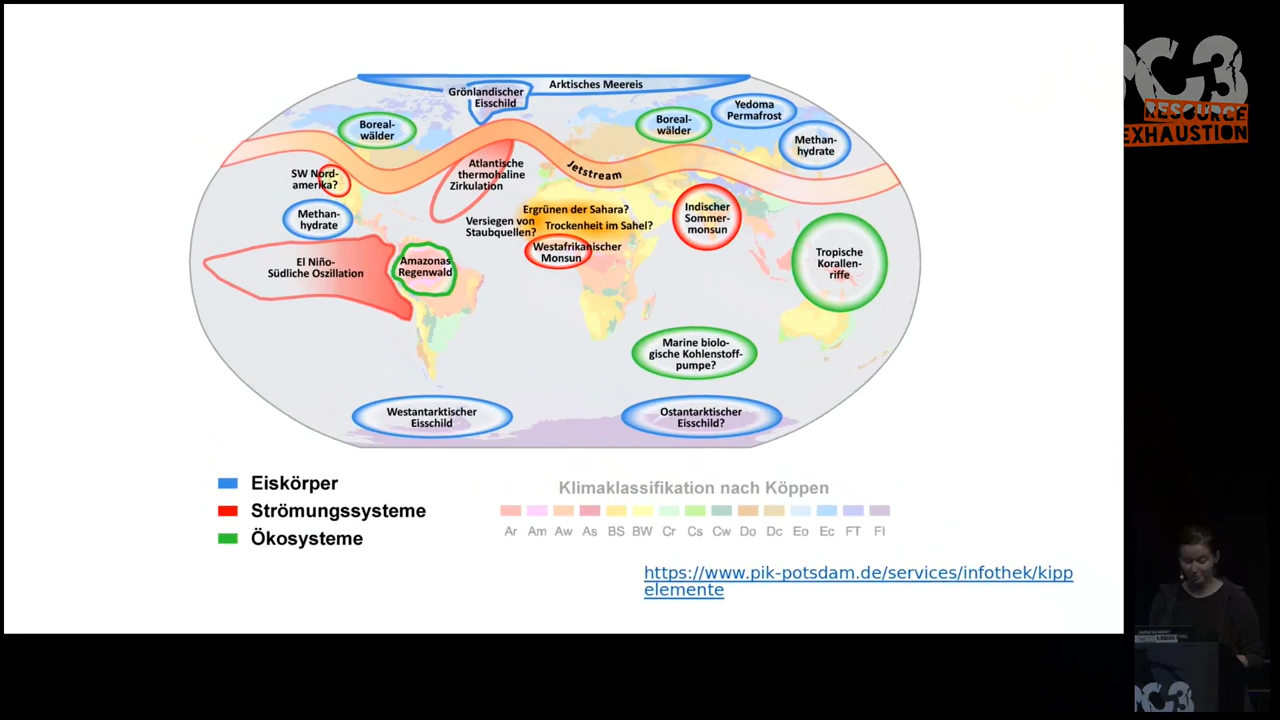 Arktisches Meereis
Grönlandischer
Eisschild
Yedoma
Permafrost
Boreal-
wälder
Boreal-
wälder
Methan-
hydrate
Jetstream
Atlantische
thermohaline
Zirkulation
SW Nord-
amerika?
Methan-
hydrate
Ergrünen der Sahara?
Versiegen von
Staubquellen?
Trockenheit im Sahel?
Indischer
Sommer-
monsun
Westafrikanischer
Monsun
El Niño-
Südliche Oszillation
Amazonas
Regenwald
Tropische
Korallen-
riffe
Marine biolo-
gische Kohlenstoff-
pumpe?
Westantarktischer
Eisschild
Ostantarktischer
Eisschild?
Eiskörper
Strömungssysteme
Ökosysteme
Klimaklassifikation nach Köppen
Ar Am Aw As BS BW Cr Cs Cw Do Dc Eo Ec FT FI
https://www.pik-potsdam.de/services/infothek/kipp
elemente
C3
RESOURCE
EXHAUSTION
C3